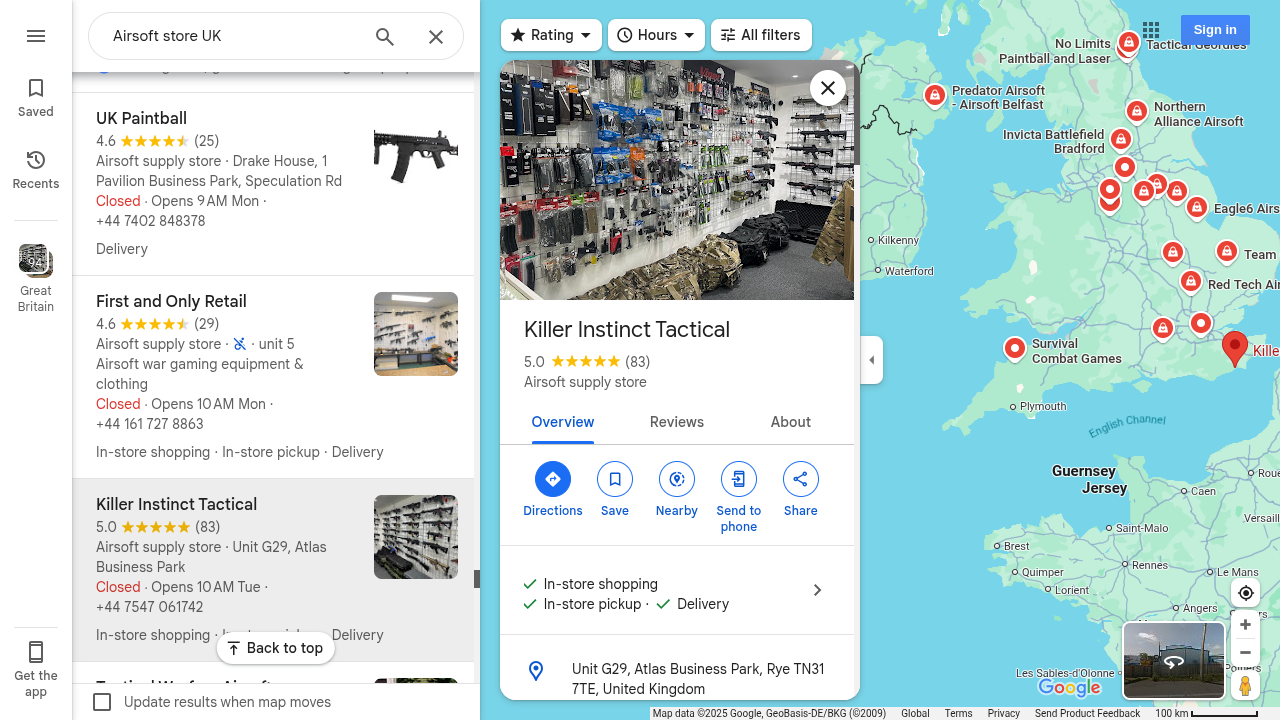 Airsoft store UK
Saved
Recents
94
Great
Britain
Get the
app
UK Paintball
4.6 (25)
Airsoft supply store · Drake House, 1
Pavilion Business Park, Speculation Rd
Closed · Opens 9 AM Mon ·
+44 7402 848378
Delivery
First and Only Retail
4.6 (29)
Airsoft supply store · · unit 5
Airsoft war gaming equipment &
clothing
Closed · Opens 10 AM Mon ·
+44 161 727 8863
In-store shopping · In-store pickup · Delivery
Killer Instinct Tactical
5.0 (83)
Airsoft supply store · Unit G29, Atlas
Business Park
Closed · Opens 10 AM Tue ·
+44 7547 061742
In-store shopping · Delivery
Back to top
Update results when map moves
Rating
Hours
All filters
Killer Instinct Tactical
5.0 (83)
Airsoft supply store
Overview
Reviews
About
Directions
Save
Nearby
Send to
phone
Share
In-store shopping
In-store pickup · Delivery
Unit G29, Atlas Business Park, Rye TN31
7TE, United Kingdom
Sign in
No Limits
Paintball and Laser
Tactical Geordies
Predator Airsoft
- Airsoft Belfast
Northern
Alliance Airsoft
Invicta Battlefield
Bradford
Eagle6 Airs
Kilkenny
Waterford
Team
Red Tech Air
Survival
Combat Games
Kille
Plymouth
English Channel
Guernsey
Jersey
Caen
Roue
Saint-Malo
Versaill
Brest
Rennes
Quimper
Le Mans
Lorient
Angers
Les Sables-d'Olonne
Poitiers
Google
Map data ©2025 Google, GeoBasis-DE/BKG (©2009) Global Terms Privacy Send Product Feedback 100 km